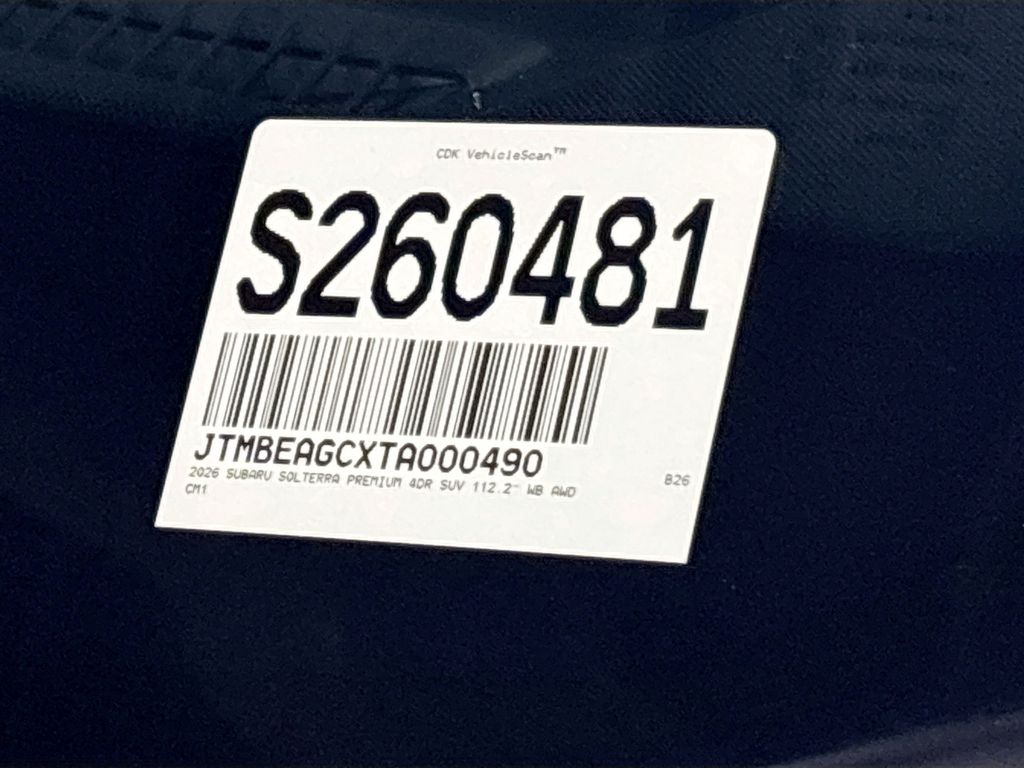 CDK VehicleScan™
S260481
JTMBEAGCXTA000490
2026 SUBARU SOLTERRA PREMIUM 4DR SUV 112.2" WB AWD
CM1
B26